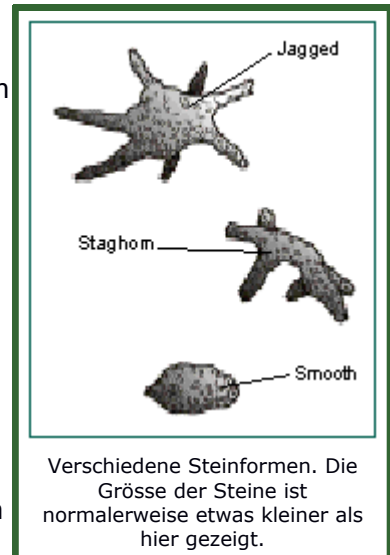 Jagged
Staghorn
Smooth
Verschiedene Steinformen. Die
Grösse der Steine ist
normalerweise etwas kleiner als
hier gezeigt.